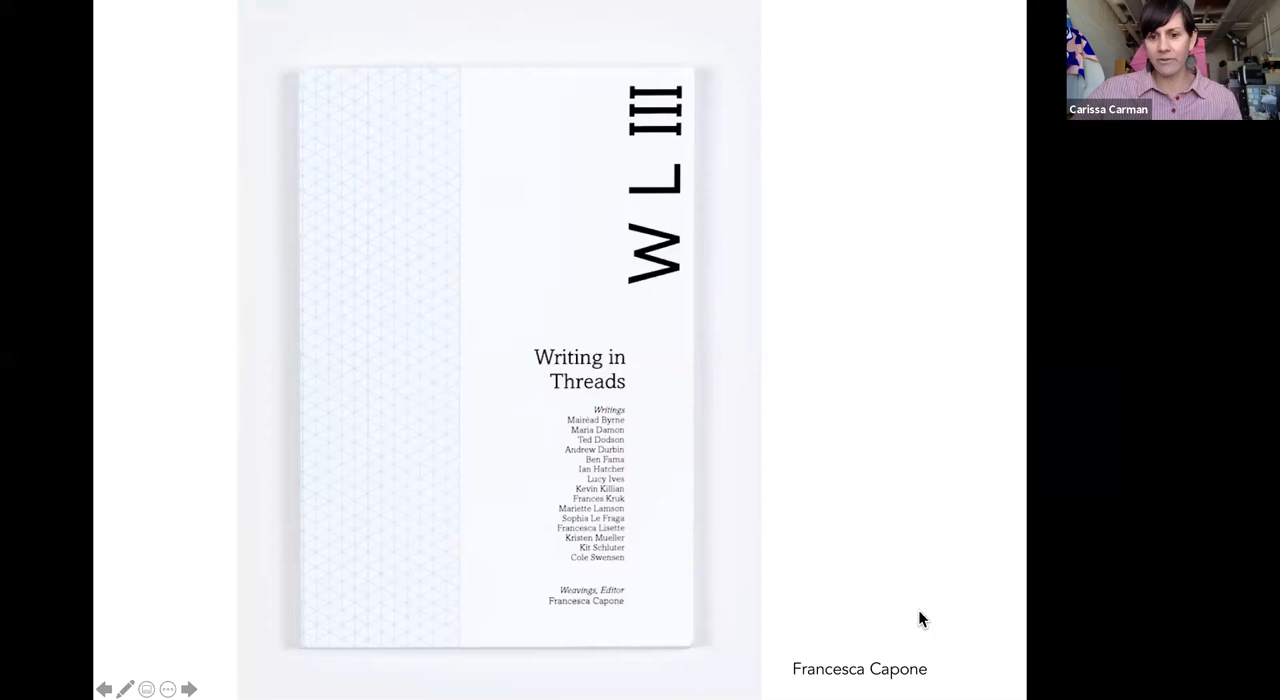 W L III
Writing in
Threads
Writings
Mairéad Byrne
Maria Damon
Ted Dodson
Andrew Durbin
Ben Fama
Ian Hatcher
Lucy Ives
Kevin Killian
Frances Kruk
Mariette Lamson
Sophia Le Fraga
Francesca Lisette
Kristen Mueller
Kit Schluter
Cole Swensen
Weavings, Editor
Francesca Capone
Francesca Capone
Carissa Carman